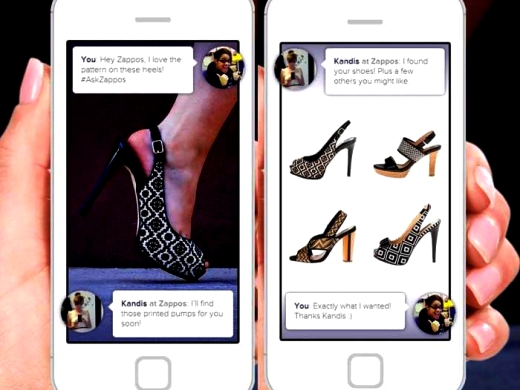 You: Hey Zappos, I love the
pattern on these heels!
#AskZappos
Kandis at Zappos: I'll find
those printed pumps for you
soon!
Kandis at Zappos: I found
your shoes! Plus a few
others you might like
You: Exactly what I wanted!
Thanks Kandis :)